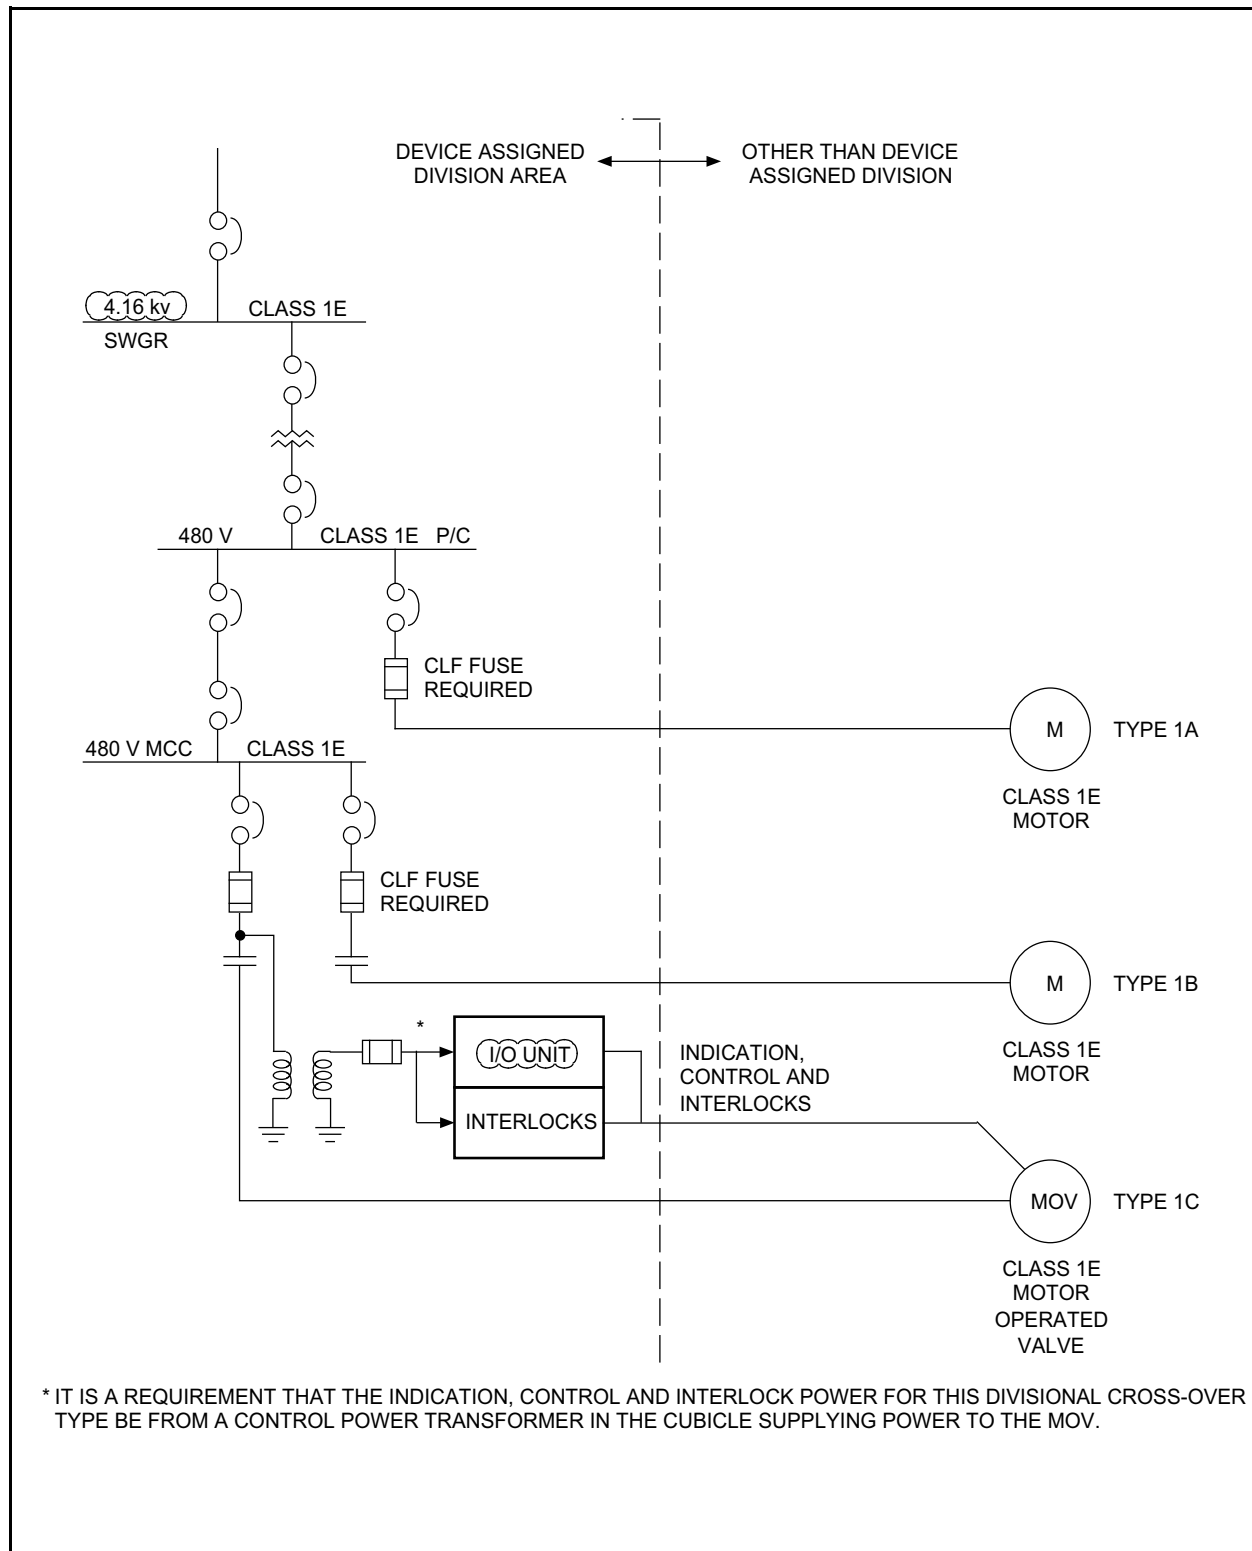 DEVICE ASSIGNED
DIVISION AREA
OTHER THAN DEVICE
ASSIGNED DIVISION
4.16 kv
CLASS 1E
SWGR
480 V
CLASS 1E P/C
CLF FUSE
REQUIRED
M
TYPE 1A
CLASS 1E
MOTOR
480 V MCC
CLASS 1E
CLF FUSE
REQUIRED
M
TYPE 1B
CLASS 1E
MOTOR
*
I/O UNIT
INTERLOCKS
INDICATION,
CONTROL AND
INTERLOCKS
MOV
TYPE 1C
CLASS 1E
MOTOR
OPERATED
VALVE
* IT IS A REQUIREMENT THAT THE INDICATION, CONTROL AND INTERLOCK POWER FOR THIS DIVISIONAL CROSS-OVER
TYPE BE FROM A CONTROL POWER TRANSFORMER IN THE CUBICLE SUPPLYING POWER TO THE MOV.